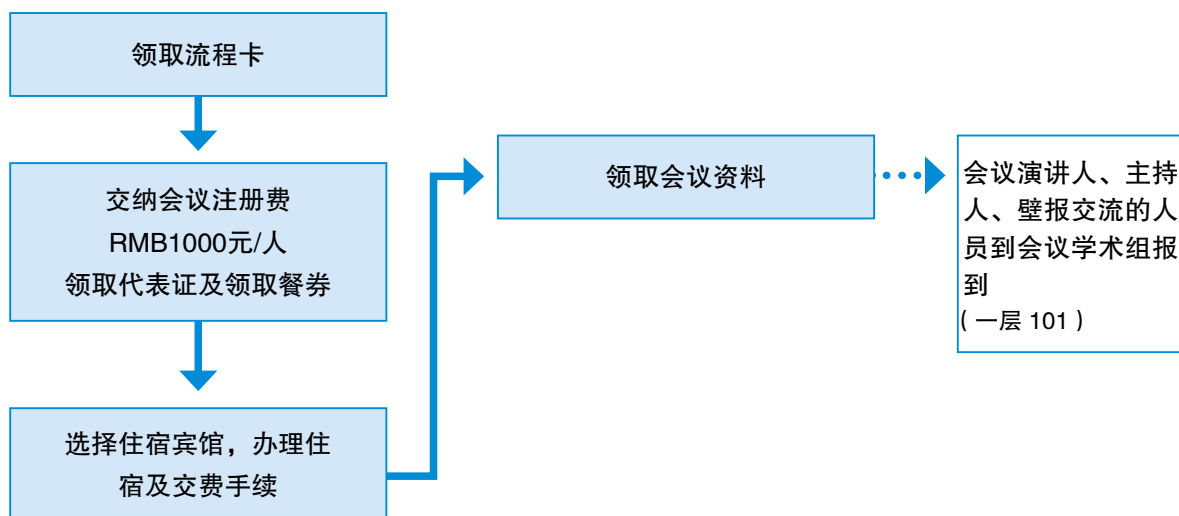 领取流程卡
交纳会议注册费
RMB1000元/人
领取代表证及领取餐券
选择住宿宾馆，办理住
宿及交费手续
领取会议资料
会议演讲人、主持
人、壁报交流的人
员到会议学术组报
到
（一层 101）